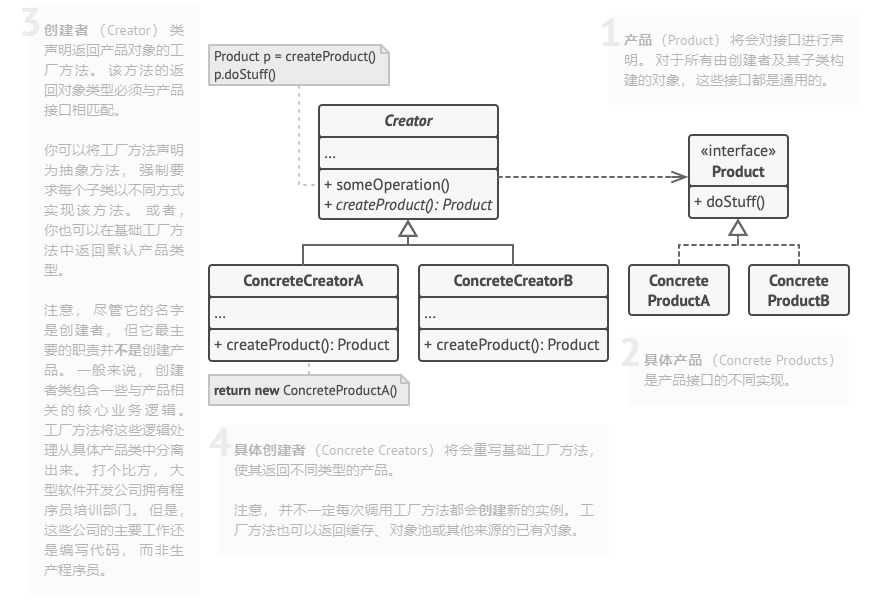 3
创建者 （Creator） 类
声明返回产品对象的工
厂方法。 该方法的返
回对象类型必须与产品
接口相匹配。
你可以将工厂方法声明
为抽象方法， 强制要
求每个子类以不同方式
实现该方法。 或者，
你也可以在基础工厂方
法中返回默认产品类
型。
注意， 尽管它的名字
是创建者， 但它最主
要的职责并不是创建产
品。 一般来说， 创建
者类包含一些与产品相
关的核心业务逻辑。
工厂方法将这些逻辑处
理从具体产品类中分离
出来。 打个比方， 大
型软件开发公司拥有程
序员培训部门。 但是，
这些公司的主要工作还
是编写代码， 而非生
产程序员。
Product p = createProduct()
p.doStuff()
Creator
...
+ someOperation()
+ createProduct(): Product
ConcreteCreatorA
...
+ createProduct(): Product
ConcreteCreatorB
...
+ createProduct(): Product
return new ConcreteProductA()
1
产品 （Product） 将会对接口进行声
明。 对于所有由创建者及其子类构
建的对象， 这些接口都是通用的。
«interface»
Product
+ doStuff()
Concrete
ProductA
Concrete
ProductB
2
具体产品 （Concrete Products）
是产品接口的不同实现。
4
具体创建者 （Concrete Creators） 将会重写基础工厂方法，
使其返回不同类型的产品。
注意， 并不一定每次调用工厂方法都会创建新的实例。 工
厂方法也可以返回缓存、 对象池或其他来源的已有对象。